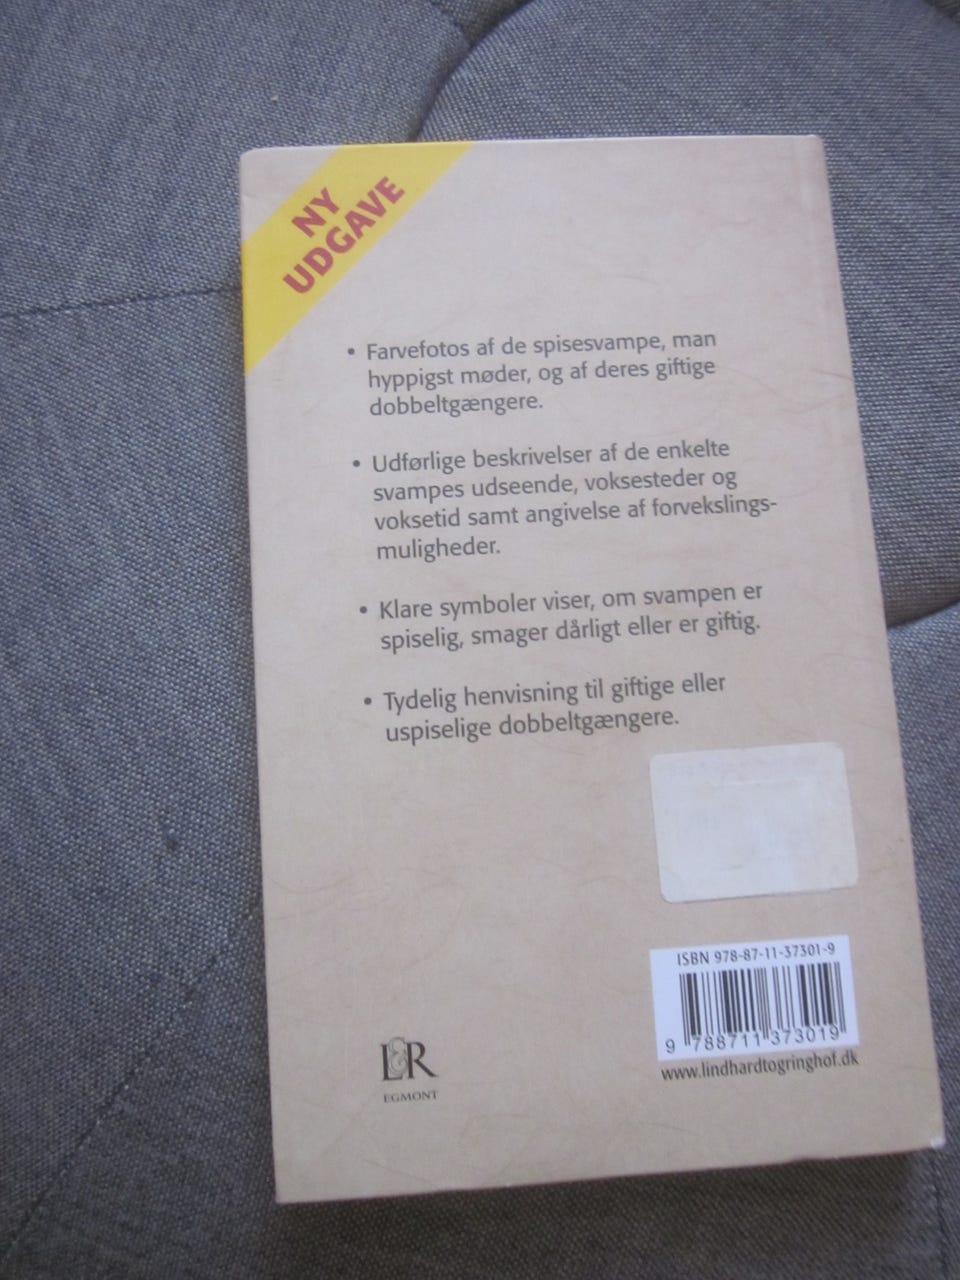 NY
UDGAVE
• Farvefotos af de spisesvampe, man
hyppigst møder, og af deres giftige
dobbeltgængere.
• Udførlige beskrivelser af de enkelte
svampes udseende, voksesteder og
voksetid samt angivelse af forvekslings-
muligheder.
• Klare symboler viser, om svampen er
spiselig, smager dårligt eller er giftig.
• Tydelig henvisning til giftige eller
uspiselige dobbeltgængere.
ISBN 978-87-11-37301-9
9 788711 373019
www.lindhardtogringhof.dk
L&R
EGMONT